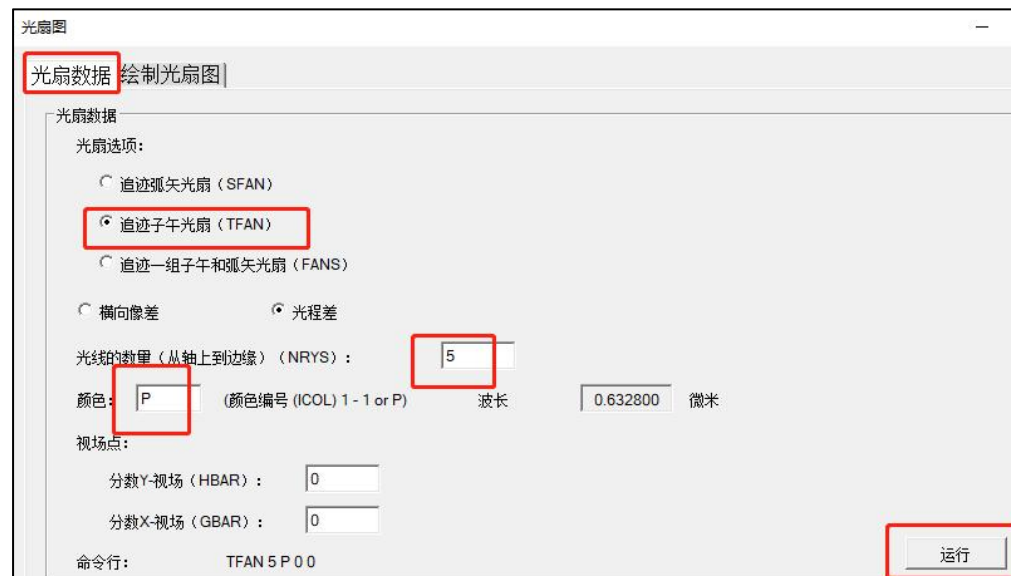 光扇图
光扇数据 绘制光扇图
光扇数据
光扇选项：
追迹弧矢光扇（SFAN）
追迹子午光扇（TFAN）
追迹一组子午和弧矢光扇（FANS）
横向像差 光程差
光线的数量（从轴上到边缘）（NRYS）： 5
颜色： P (颜色编号 (ICOL) 1 - 1 or P) 波长 0.632800 微米
视场点：
分数Y-视场（HBAR）： 0
分数X-视场（GBAR）： 0
命令行： TFAN 5 P 0 0 运行